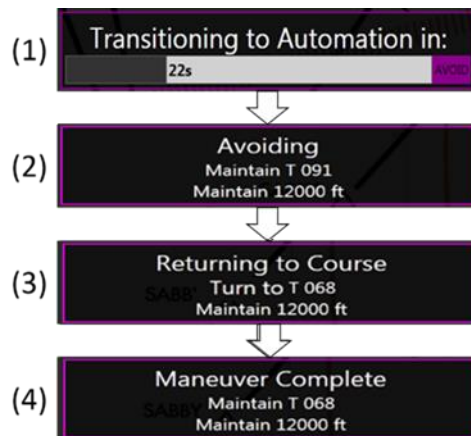 (1)
Transitioning to Automation in:
22s AVOID
(2)
Avoiding
Maintain T 091
Maintain 12000 ft
(3)
Returning to Course
Turn to T 068
SABBY
Maintain 12000 ft
(4)
Maneuver Complete
Maintain T 068
SABBY
Maintain 12000 ft